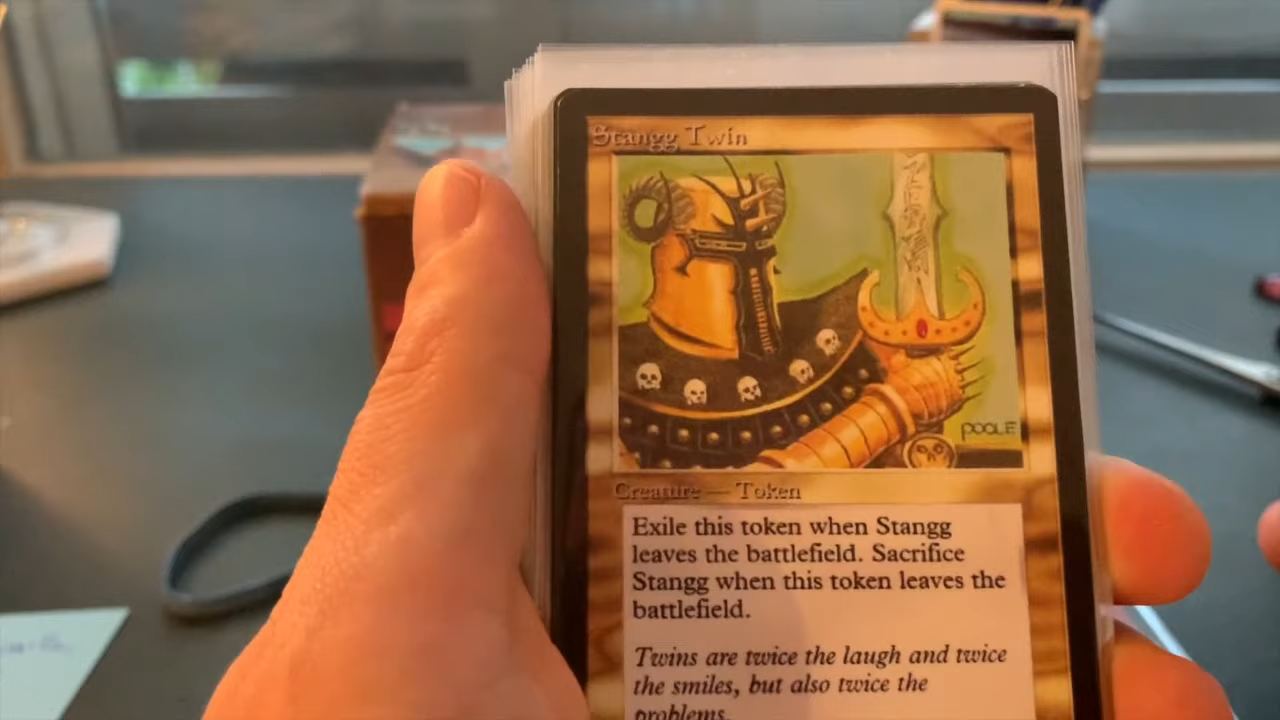 Stangg Twin
POOLE
Creature — Token
Exile this token when Stangg
leaves the battlefield. Sacrifice
Stangg when this token leaves the
battlefield.
Twins are twice the laugh and twice
the smiles, but also twice the
problems.